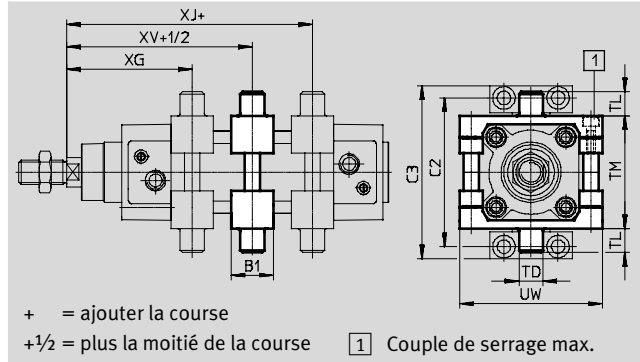 XJ+
XV+1/2
XG
1
TL
C3
C2
TM
B1
TL
TD
UW
+ = ajouter la course
+½ = plus la moitié de la course
1 Couple de serrage max.